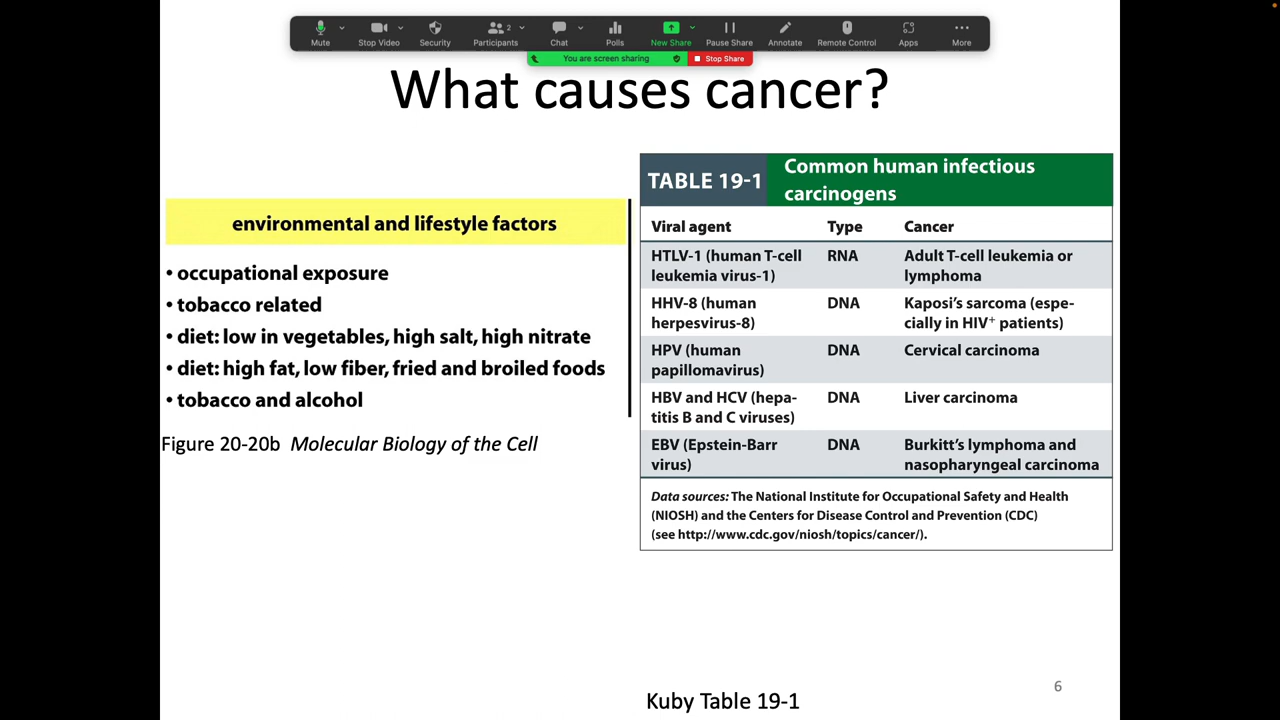 Mute
Stop Video
Security
Participants
2
Chat
Polls
New Share
Pause Share
Annotate
Remote Control
Apps
More
You are screen sharing
Stop Share
What causes cancer?
environmental and lifestyle factors
• occupational exposure
• tobacco related
• diet: low in vegetables, high salt, high nitrate
• diet: high fat, low fiber, fried and broiled foods
• tobacco and alcohol
Figure 20-20b Molecular Biology of the Cell
TABLE 19-1
Common human infectious
carcinogens
Viral agent Type Cancer
HTLV-1 (human T-cell RNA Adult T-cell leukemia or
leukemia virus-1) lymphoma
HHV-8 (human DNA Kaposi's sarcoma (espe-
herpesvirus-8) cially in HIV⁺ patients)
HPV (human DNA Cervical carcinoma
papillomavirus)
HBV and HCV (hepa- DNA Liver carcinoma
titis B and C viruses)
EBV (Epstein-Barr DNA Burkitt's lymphoma and
virus) nasopharyngeal carcinoma
Data sources: The National Institute for Occupational Safety and Health
(NIOSH) and the Centers for Disease Control and Prevention (CDC)
(see http://www.cdc.gov/niosh/topics/cancer/).
6
Kuby Table 19-1